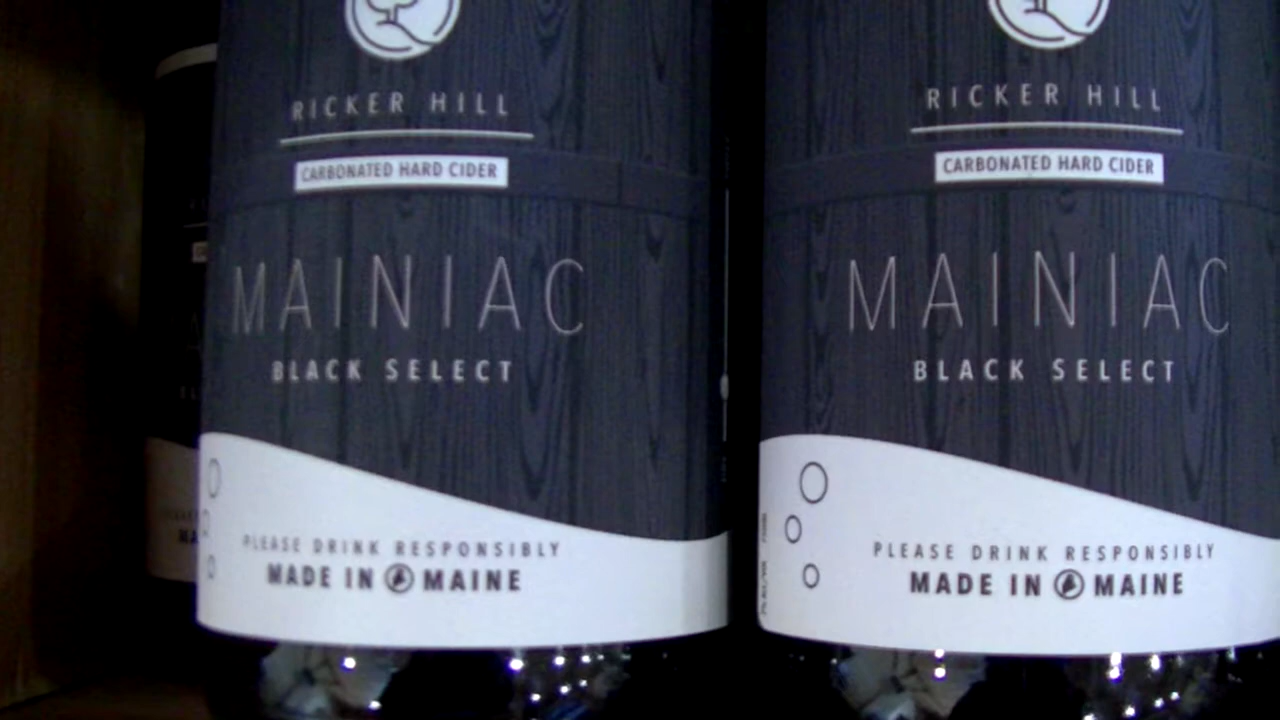 RICKER HILL
CARBONATED HARD CIDER
MAINIAC
BLACK SELECT
PLEASE DRINK RESPONSIBLY
MADE IN MAINE
RICKER HILL
CARBONATED HARD CIDER
MAINIAC
BLACK SELECT
PLEASE DRINK RESPONSIBLY
MADE IN MAINE